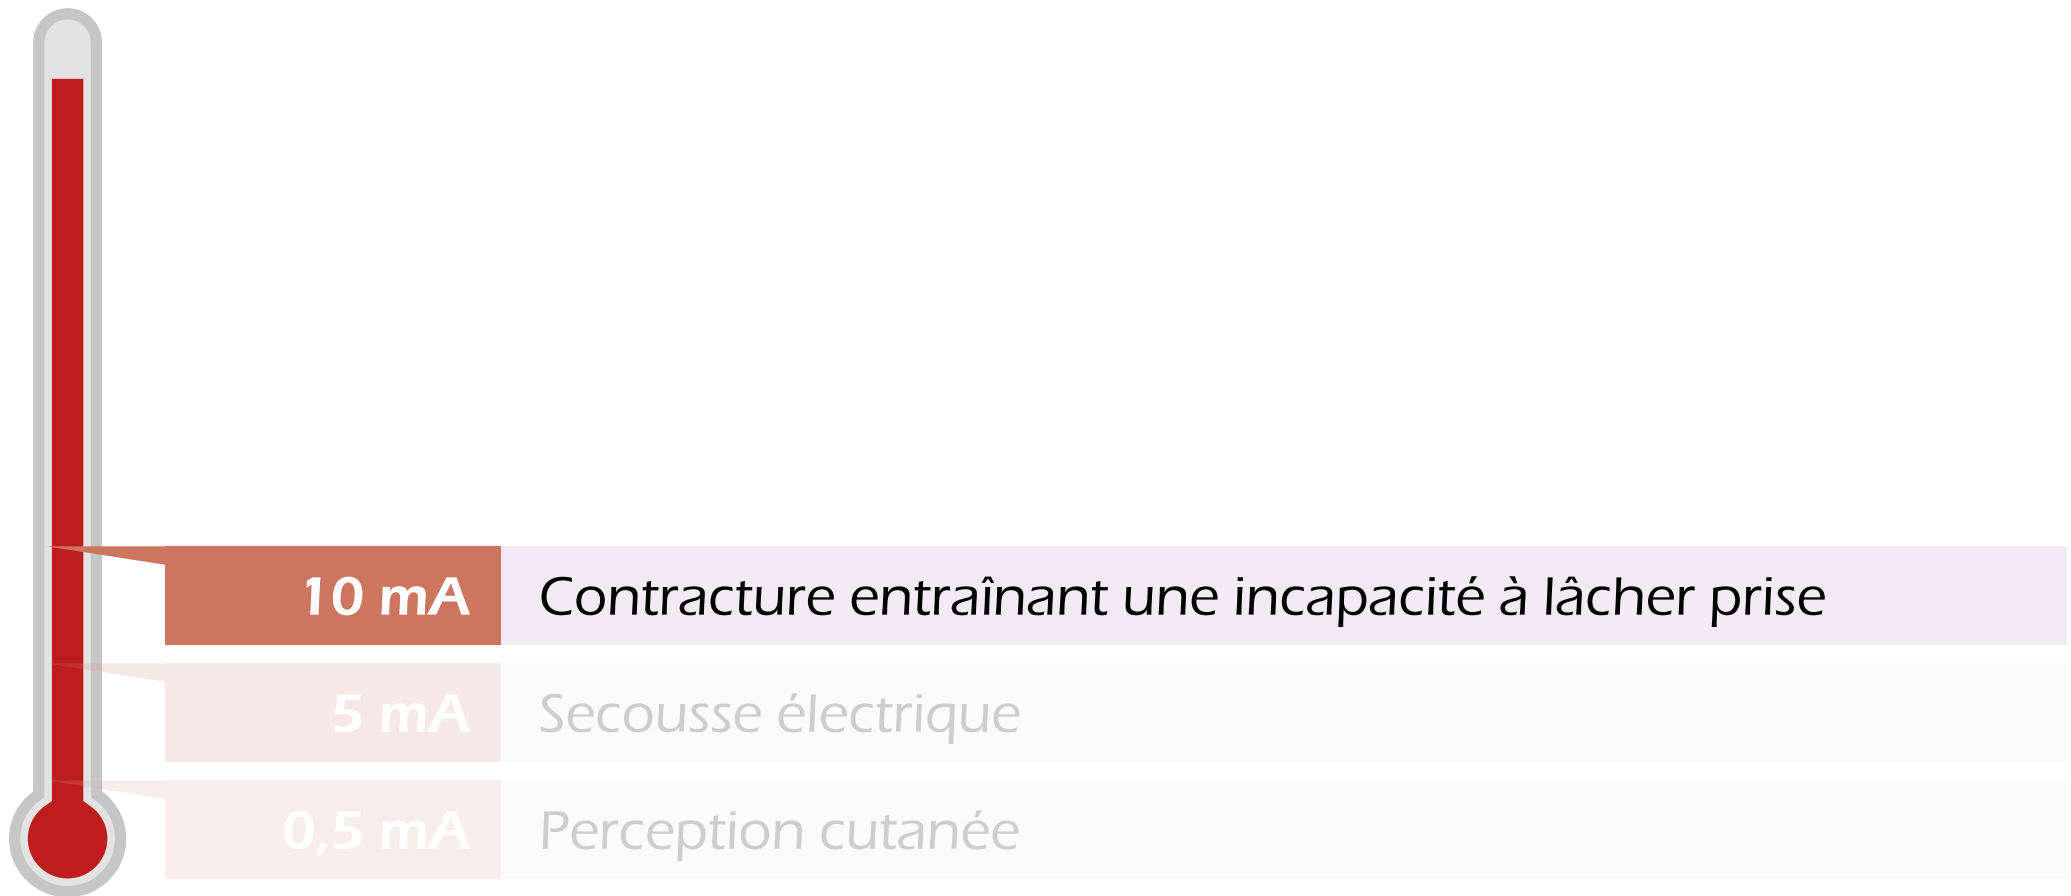 10 mA Contracture entraînant une incapacité à lâcher prise
5 mA Secousse électrique
0,5 mA Perception cutanée